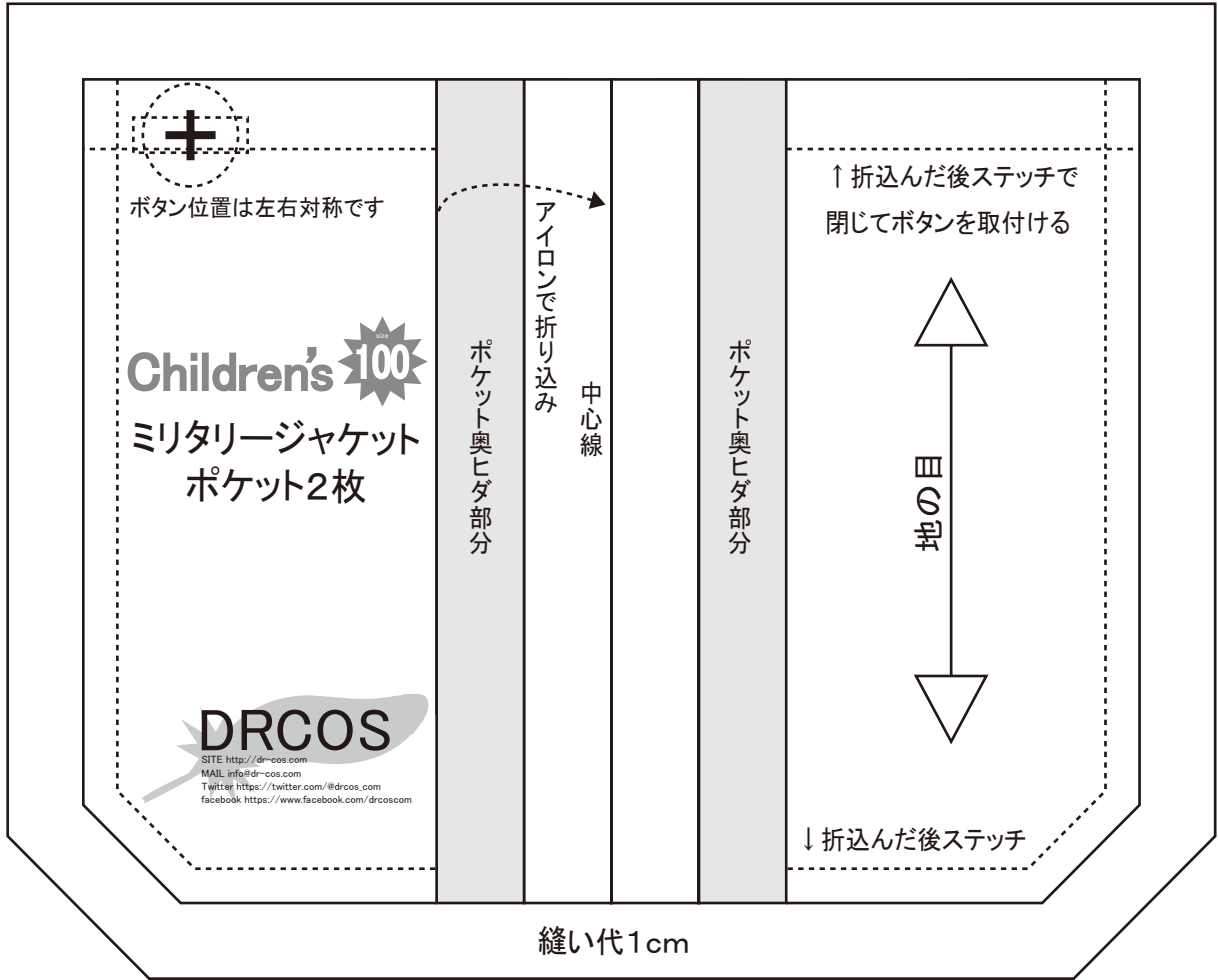 ボタン位置は左右対称です
Children's
size
100
ミリタリージャケット
ポケット2枚
DRCOS
SITE http://dr-cos.com
MAIL info@dr-cos.com
Twitter https://twitter.com/@drcos_com
facebook https://www.facebook.com/drcoscom
ポケット奥ヒダ部分
アイロンで折り込み
中心線
ポケット奥ヒダ部分
↑折込んだ後ステッチで
閉じてボタンを取付ける
地の目
↓折込んだ後ステッチ
縫い代1cm